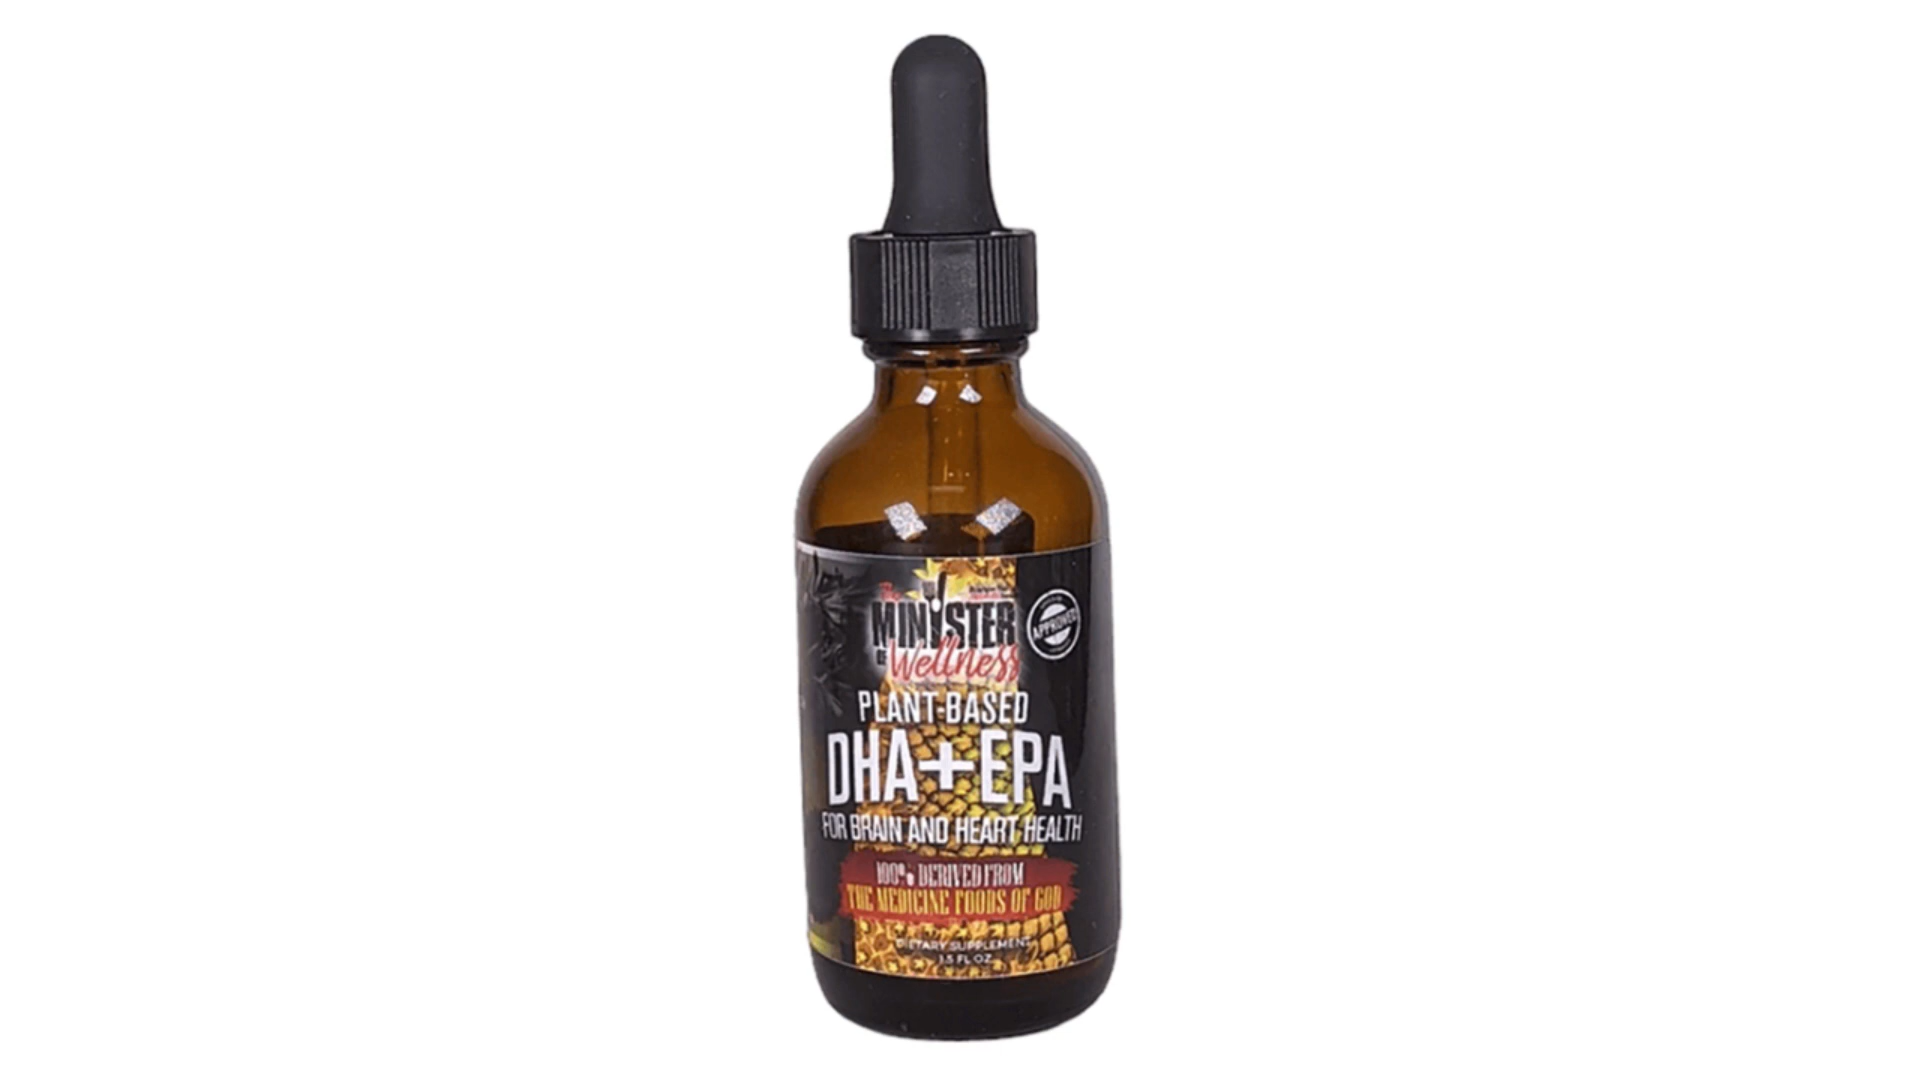 The
MINISTER
OF Wellness
APPROVED
PLANT-BASED
DHA+EPA
FOR BRAIN AND HEART HEALTH
100% DERIVED FROM
THE MEDICINE FOODS OF GOD
DIETARY SUPPLEMENT
1.5 FL OZ